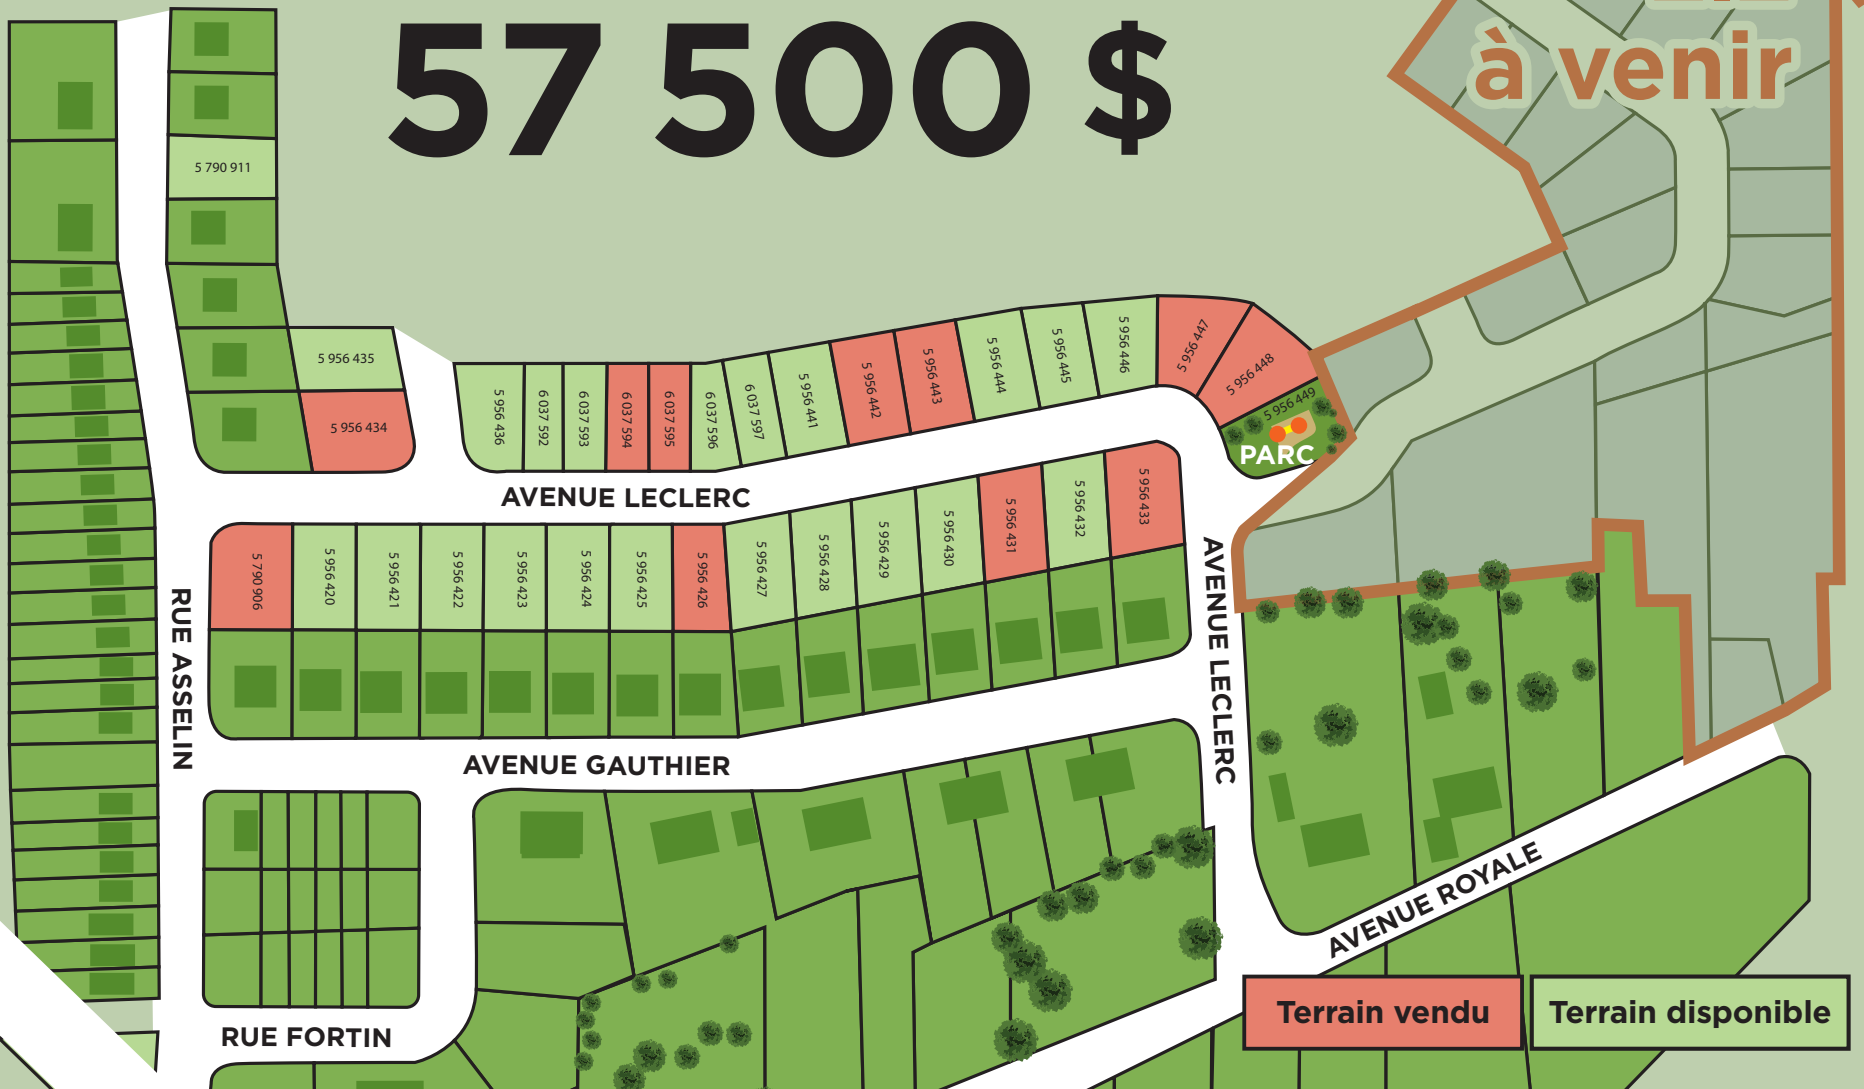 57 500 $
à venir
5 790 911
5 956 435
5 956 434
5 956 436
6 037 592
6 037 593
6 037 594
6 037 595
6 037 596
6 037 597
5 956 441
5 956 442
5 956 443
5 956 444
5 956 445
5 956 446
5 956 447
5 956 448
5 956 449
PARC
AVENUE LECLERC
5 790 906
5 956 420
5 956 421
5 956 422
5 956 423
5 956 424
5 956 425
5 956 426
5 956 427
5 956 428
5 956 429
5 956 430
5 956 431
5 956 432
5 956 433
RUE ASSELIN
AVENUE LECLERC
AVENUE GAUTHIER
AVENUE ROYALE
RUE FORTIN
Terrain vendu
Terrain disponible